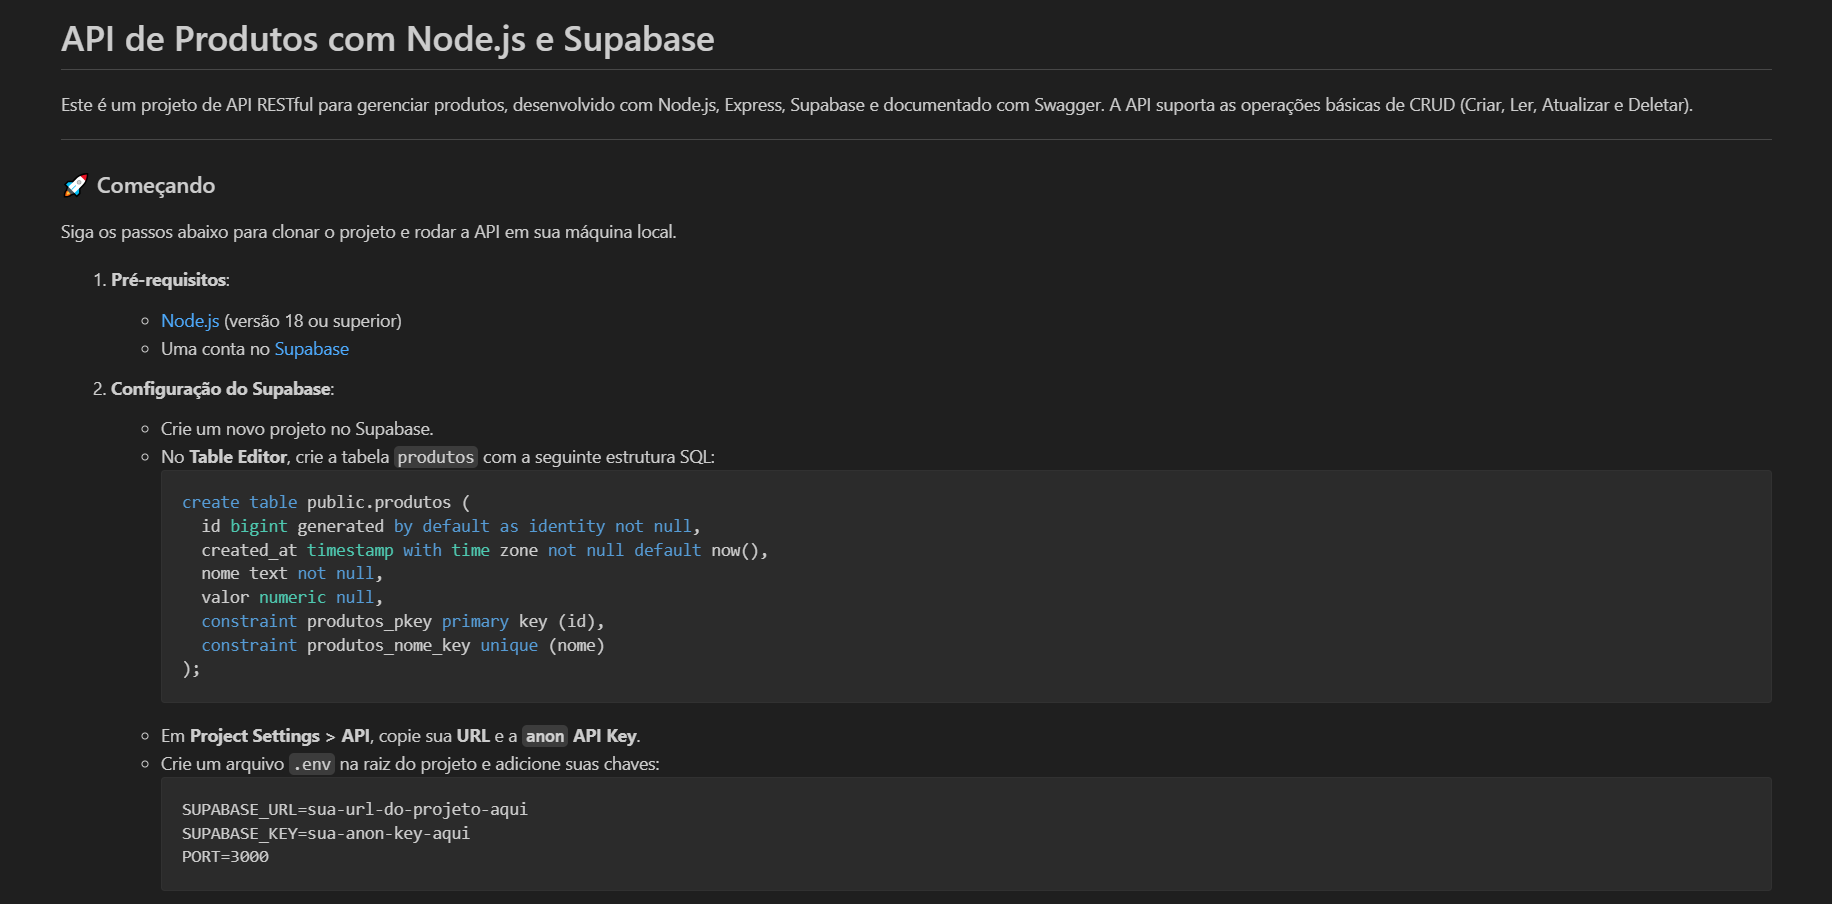 API de Produtos com Node.js e Supabase
Este é um projeto de API RESTful para gerenciar produtos, desenvolvido com Node.js, Express, Supabase e documentado com Swagger. A API suporta as operações básicas de CRUD (Criar, Ler, Atualizar e Deletar).
🚀 Começando
Siga os passos abaixo para clonar o projeto e rodar a API em sua máquina local.
1. Pré-requisitos:
Node.js (versão 18 ou superior)
Uma conta no Supabase
2. Configuração do Supabase:
Crie um novo projeto no Supabase.
No Table Editor, crie a tabela produtos com a seguinte estrutura SQL:
create table public.produtos (
  id bigint generated by default as identity not null,
  created_at timestamp with time zone not null default now(),
  nome text not null,
  valor numeric null,
  constraint produtos_pkey primary key (id),
  constraint produtos_nome_key unique (nome)
);
Em Project Settings > API, copie sua URL e a anon API Key.
Crie um arquivo .env na raiz do projeto e adicione suas chaves:
SUPABASE_URL=sua-url-do-projeto-aqui
SUPABASE_KEY=sua-anon-key-aqui
PORT=3000